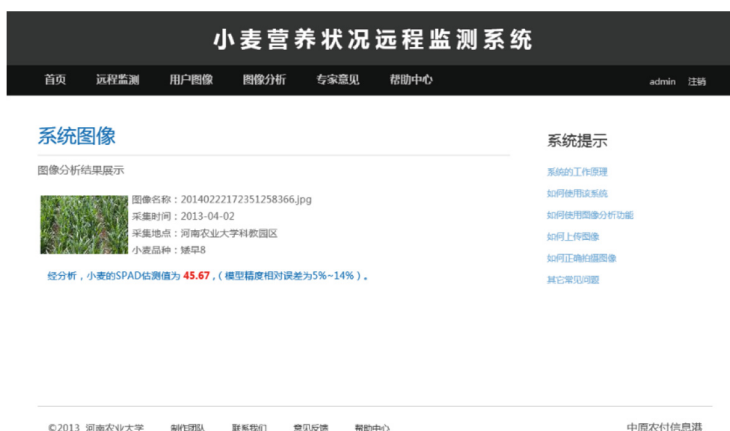 小麦营养状况远程监测系统
首页 远程监测 用户图像 图像分析 专家意见 帮助中心 admin 注销
系统图像
图像分析结果展示
图像名称：20140222172351258366.jpg
采集时间：2013-04-02
采集地点：河南农业大学科教园区
小麦品种：矮早8
经分析，小麦的SPAD估测值为 45.67，（模型精度相对误差为5%~14%）。
系统提示
系统的工作原理
如何使用该系统
如何使用图像分析功能
如何上传图像
如何正确拍摄图像
其它常见问题
©2013 河南农业大学 制作团队 联系我们 意见反馈 帮助中心 中原农村信息港